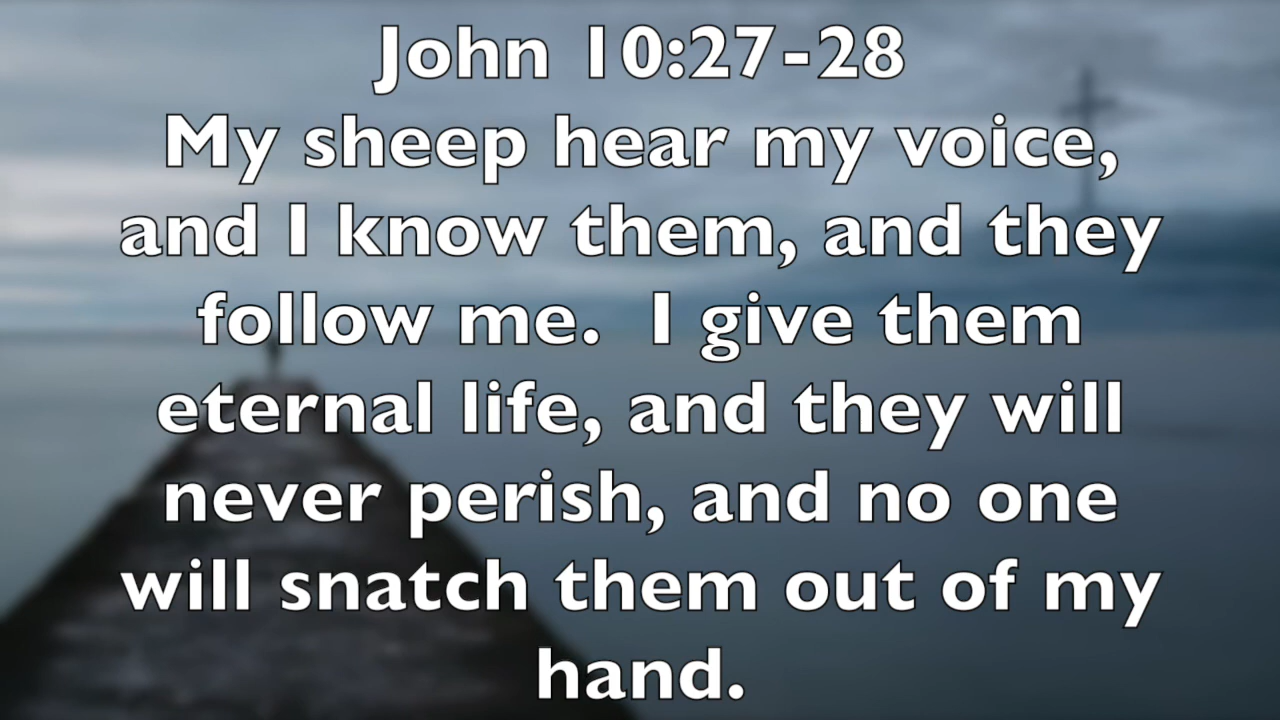 John 10:27-28
My sheep hear my voice,
and I know them, and they
follow me.  I give them
eternal life, and they will
never perish, and no one
will snatch them out of my
hand.